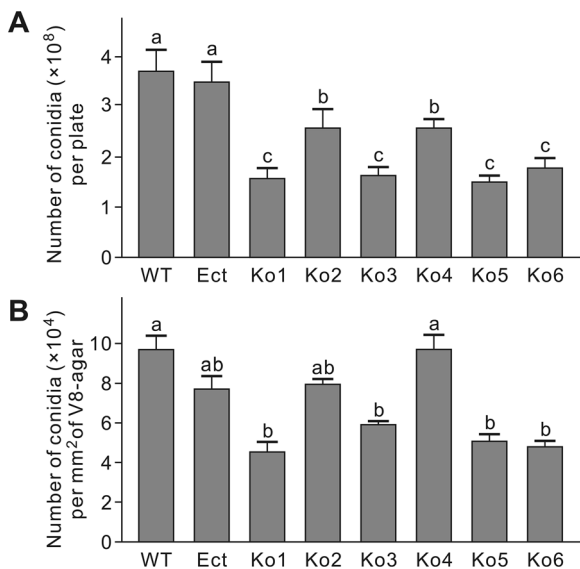 A
Number of conidia (×10⁸)
per plate
4
3
2
1
0
a
a
c
b
c
b
c
c
WT Ect Ko1 Ko2 Ko3 Ko4 Ko5 Ko6
B
Number of conidia (×10⁴)
per mm²of V8-agar
10
8
6
4
2
0
a
ab
b
ab
b
a
b
b
WT Ect Ko1 Ko2 Ko3 Ko4 Ko5 Ko6